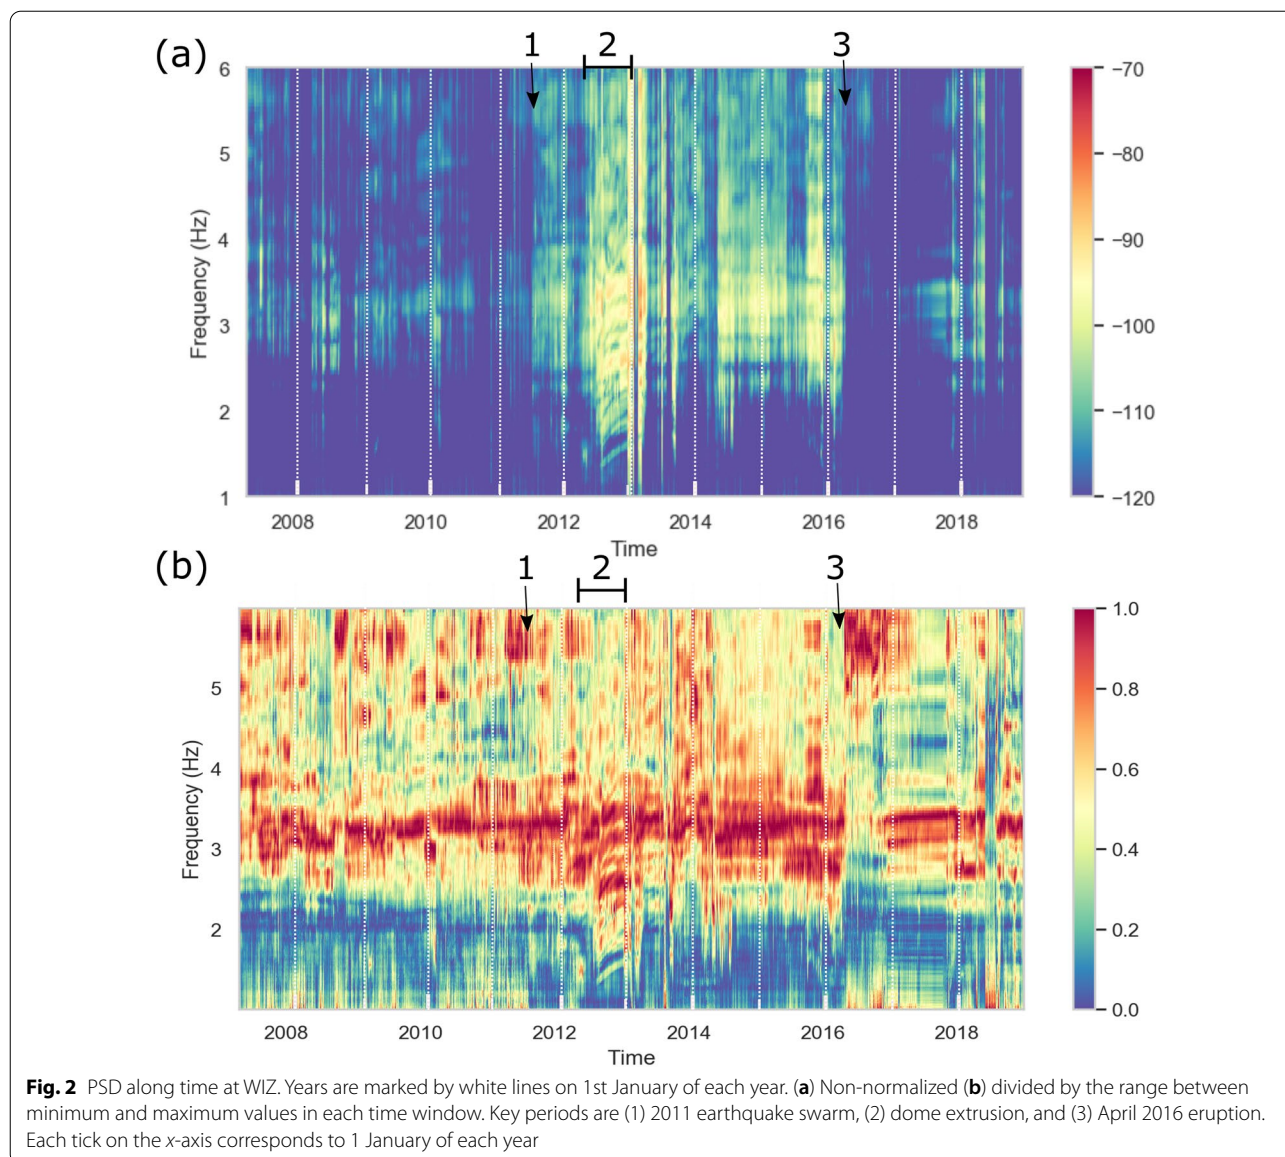 (a)
1 2 3
6
5
4
3
2
1
Frequency (Hz)
−70
−80
−90
−100
−110
−120
2008 2010 2012 2014 2016 2018
Time
(b)
1 2 3
5
4
3
2
Frequency (Hz)
1.0
0.8
0.6
0.4
0.2
0.0
2008 2010 2012 2014 2016 2018
Time
Fig. 2 PSD along time at WIZ. Years are marked by white lines on 1st January of each year. (a) Non-normalized (b) divided by the range between
minimum and maximum values in each time window. Key periods are (1) 2011 earthquake swarm, (2) dome extrusion, and (3) April 2016 eruption.
Each tick on the x-axis corresponds to 1 January of each year